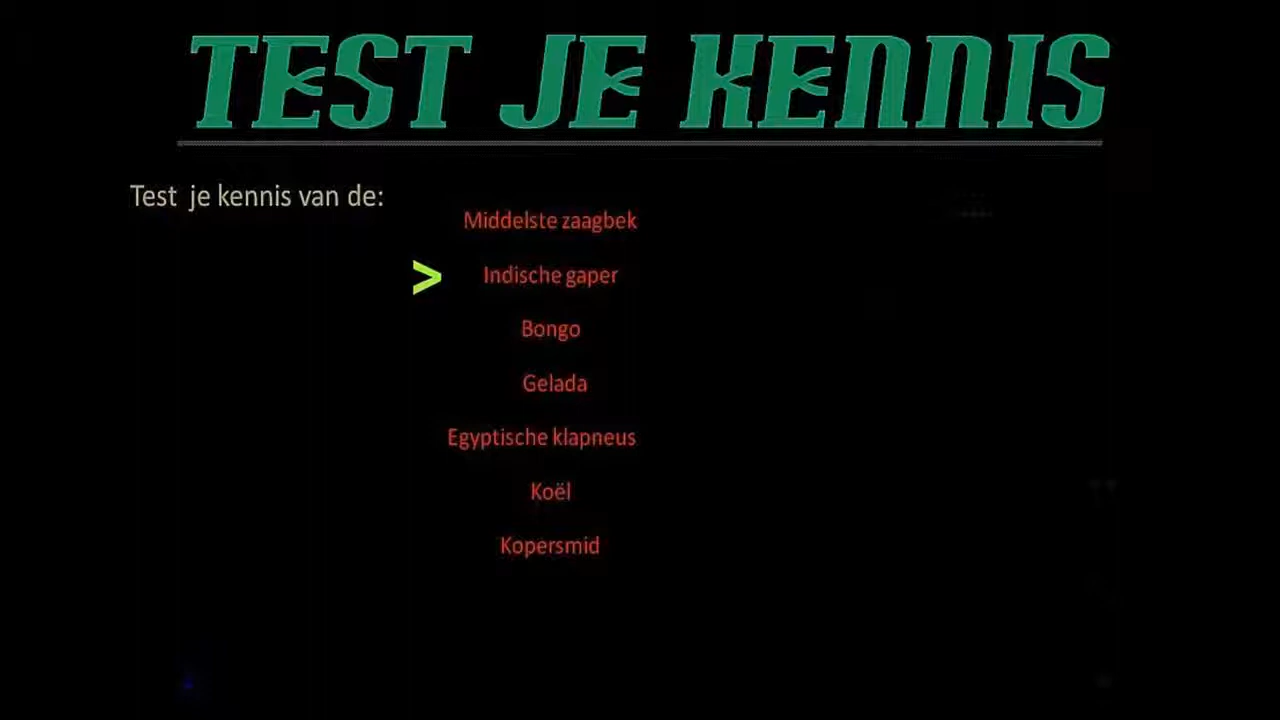 TEST JE KENNIS
Test je kennis van de:
Middelste zaagbek
> Indische gaper
Bongo
Gelada
Egyptische klapneus
Koël
Kopersmid